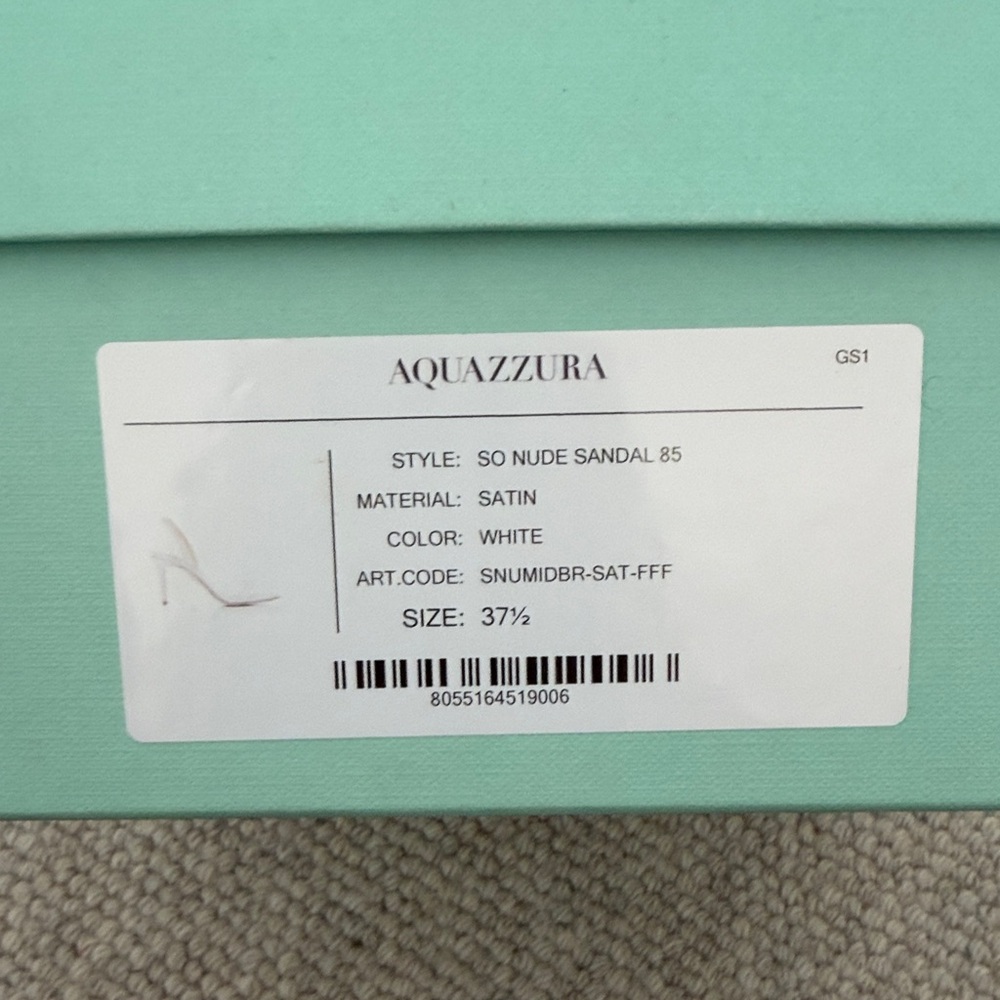 AQUAZZURA
GS1
STYLE: SO NUDE SANDAL 85
MATERIAL: SATIN
COLOR: WHITE
ART.CODE: SNUMIDBR-SAT-FFF
SIZE: 37½
8055164519006